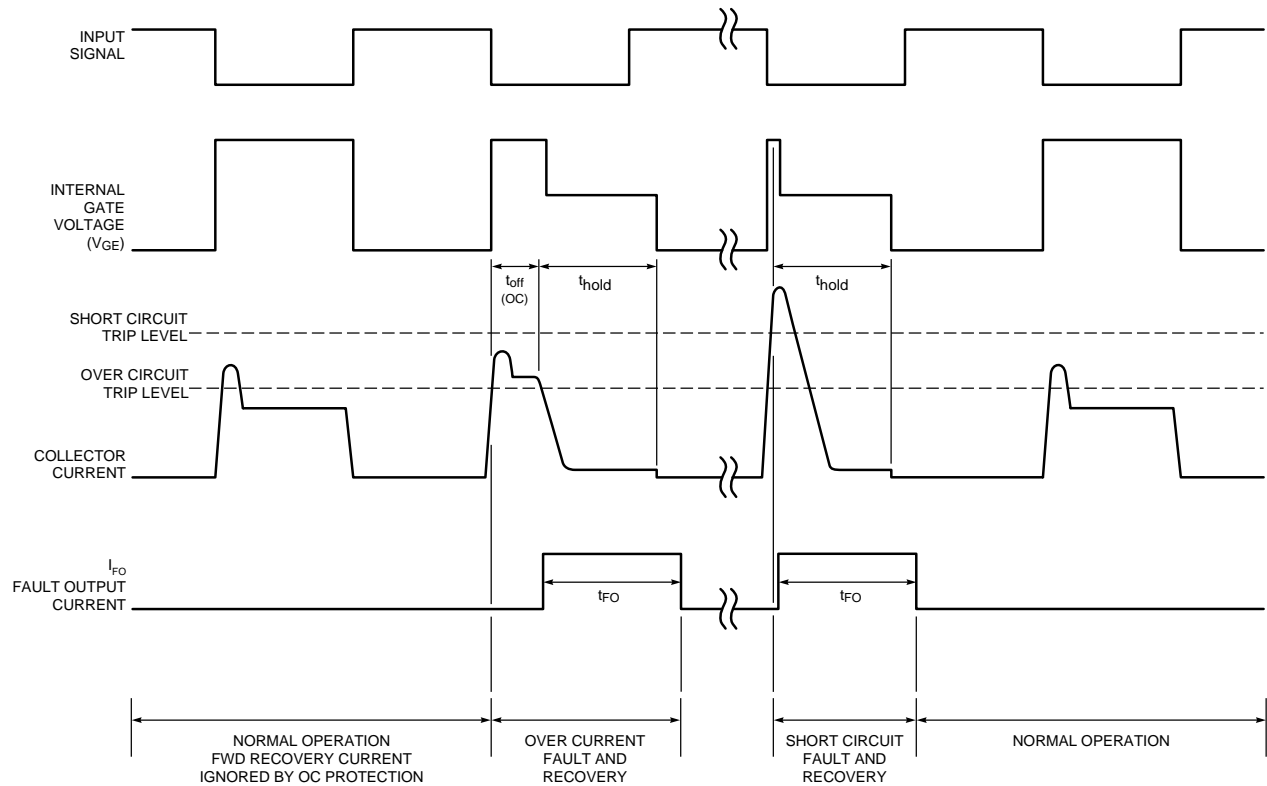 INPUT
SIGNAL
INTERNAL
GATE
VOLTAGE
(VGE)
toff
(OC)
thold
thold
SHORT CIRCUIT
TRIP LEVEL
OVER CIRCUIT
TRIP LEVEL
COLLECTOR
CURRENT
IFO
FAULT OUTPUT
CURRENT
tFO
tFO
NORMAL OPERATION
FWD RECOVERY CURRENT
IGNORED BY OC PROTECTION
OVER CURRENT
FAULT AND
RECOVERY
SHORT CIRCUIT
FAULT AND
RECOVERY
NORMAL OPERATION